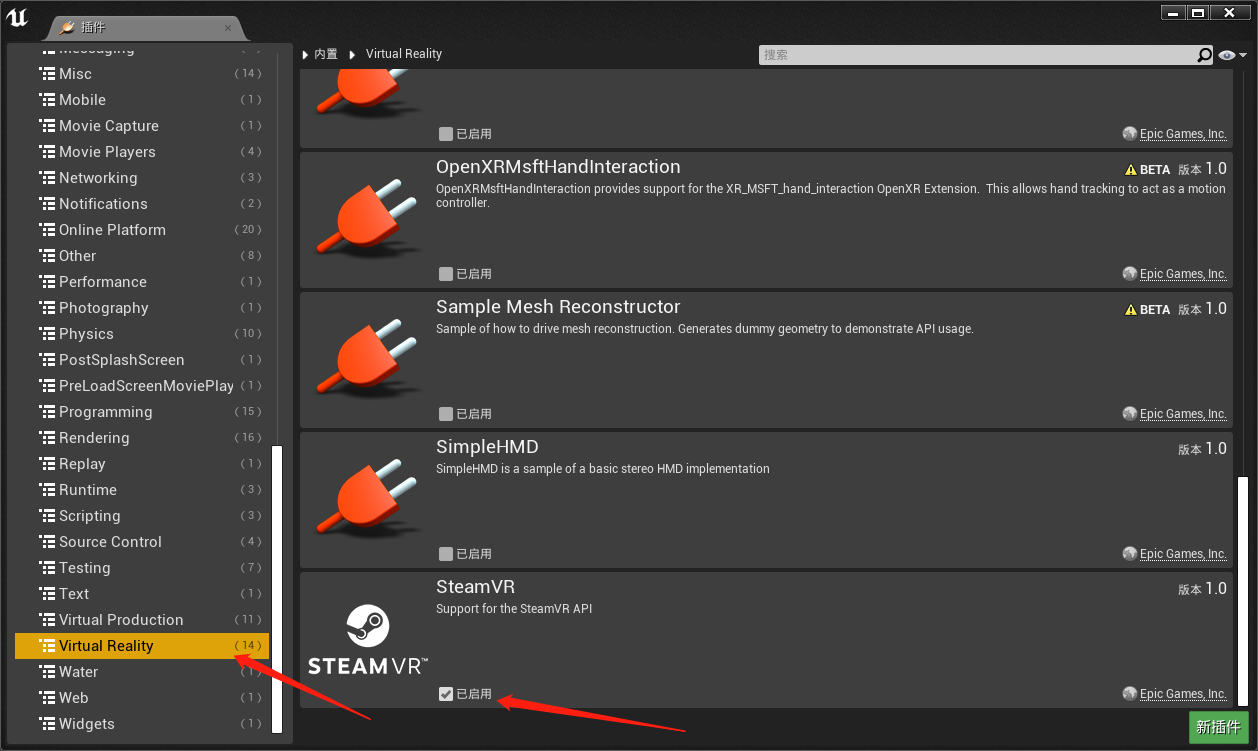 插件
Messaging
Misc (14)
Mobile (1)
Movie Capture (1)
Movie Players (4)
Networking (3)
Notifications (2)
Online Platform (20)
Other (8)
Performance (1)
Photography (1)
Physics (10)
PostSplashScreen (1)
PreLoadScreenMoviePlay (1)
Programming (15)
Rendering (16)
Replay (1)
Runtime (3)
Scripting (3)
Source Control (4)
Testing (7)
Text (1)
Virtual Production (11)
Virtual Reality (14)
Water (1)
Web (1)
Widgets (1)
内置 Virtual Reality
搜索
已启用 Epic Games, Inc.
OpenXRMsftHandInteraction BETA 版本 1.0
OpenXRMsftHandInteraction provides support for the XR_MSFT_hand_interaction OpenXR Extension. This allows hand tracking to act as a motion
controller.
已启用 Epic Games, Inc.
Sample Mesh Reconstructor BETA 版本 1.0
Sample of how to drive mesh reconstruction. Generates dummy geometry to demonstrate API usage.
已启用 Epic Games, Inc.
SimpleHMD 版本 1.0
SimpleHMD is a sample of a basic stereo HMD implementation
已启用 Epic Games, Inc.
SteamVR 版本 1.0
Support for the SteamVR API
STEAMVR™
已启用 Epic Games, Inc.
新插件